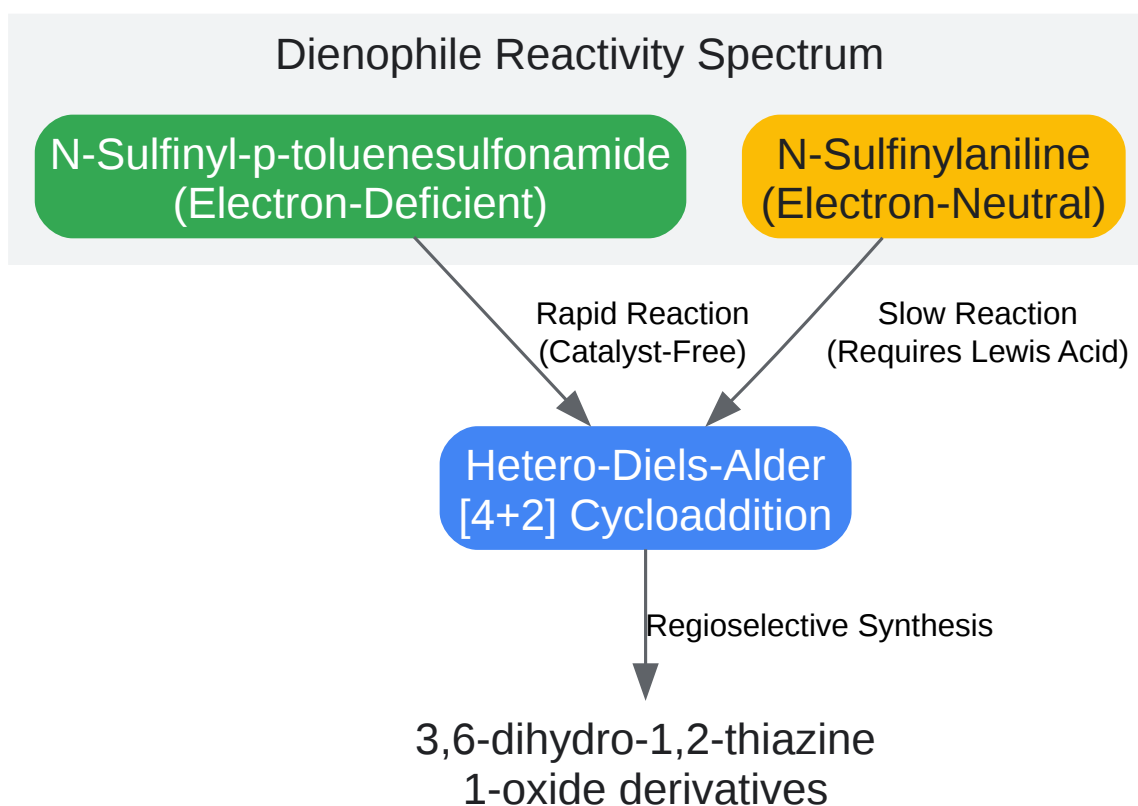 Dienophile Reactivity Spectrum
N-Sulfinyl-p-toluenesulfonamide
(Electron-Deficient)
N-Sulfinylaniline
(Electron-Neutral)
Rapid Reaction
(Catalyst-Free)
Slow Reaction
(Requires Lewis Acid)
Hetero-Diels-Alder
[4+2] Cycloaddition
Regioselective Synthesis
3,6-dihydro-1,2-thiazine
1-oxide derivatives